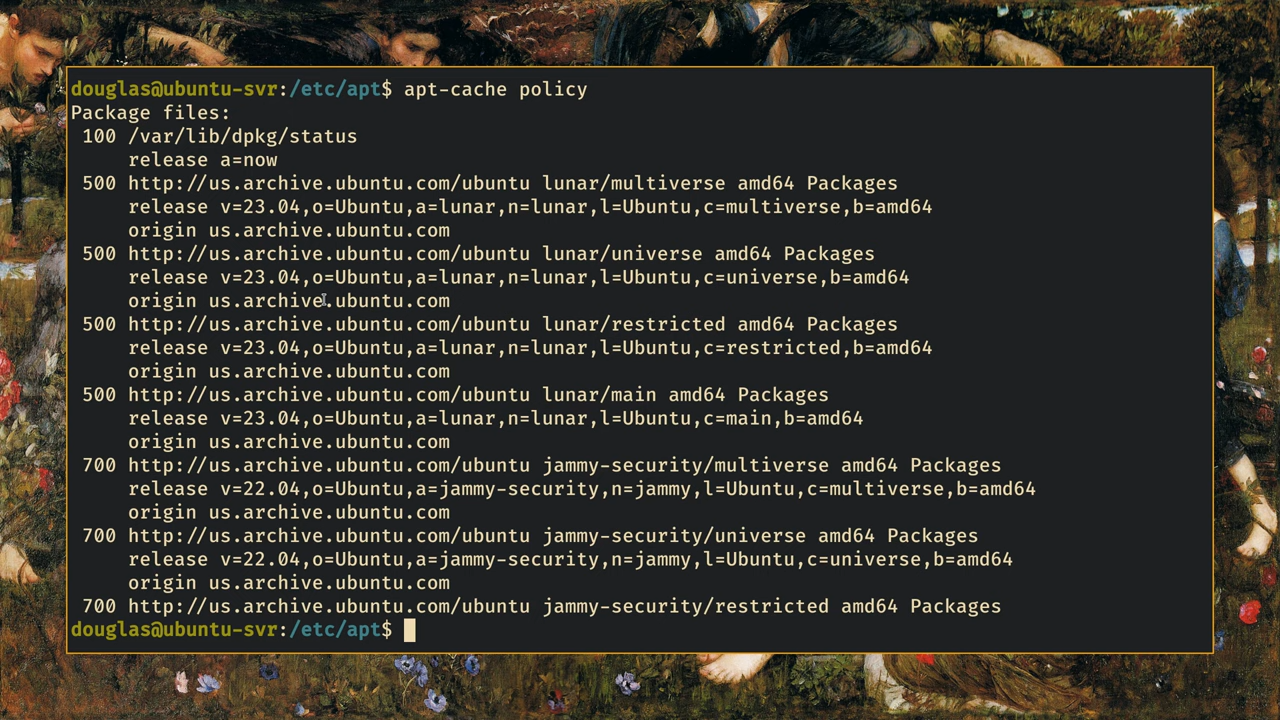 douglas@ubuntu-svr:/etc/apt$ apt-cache policy
Package files:
 100 /var/lib/dpkg/status
     release a=now
 500 http://us.archive.ubuntu.com/ubuntu lunar/multiverse amd64 Packages
     release v=23.04,o=Ubuntu,a=lunar,n=lunar,l=Ubuntu,c=multiverse,b=amd64
     origin us.archive.ubuntu.com
 500 http://us.archive.ubuntu.com/ubuntu lunar/universe amd64 Packages
     release v=23.04,o=Ubuntu,a=lunar,n=lunar,l=Ubuntu,c=universe,b=amd64
     origin us.archive.ubuntu.com
 500 http://us.archive.ubuntu.com/ubuntu lunar/restricted amd64 Packages
     release v=23.04,o=Ubuntu,a=lunar,n=lunar,l=Ubuntu,c=restricted,b=amd64
     origin us.archive.ubuntu.com
 500 http://us.archive.ubuntu.com/ubuntu lunar/main amd64 Packages
     release v=23.04,o=Ubuntu,a=lunar,n=lunar,l=Ubuntu,c=main,b=amd64
     origin us.archive.ubuntu.com
 700 http://us.archive.ubuntu.com/ubuntu jammy-security/multiverse amd64 Packages
     release v=22.04,o=Ubuntu,a=jammy-security,n=jammy,l=Ubuntu,c=multiverse,b=amd64
     origin us.archive.ubuntu.com
 700 http://us.archive.ubuntu.com/ubuntu jammy-security/universe amd64 Packages
     release v=22.04,o=Ubuntu,a=jammy-security,n=jammy,l=Ubuntu,c=universe,b=amd64
     origin us.archive.ubuntu.com
 700 http://us.archive.ubuntu.com/ubuntu jammy-security/restricted amd64 Packages
douglas@ubuntu-svr:/etc/apt$